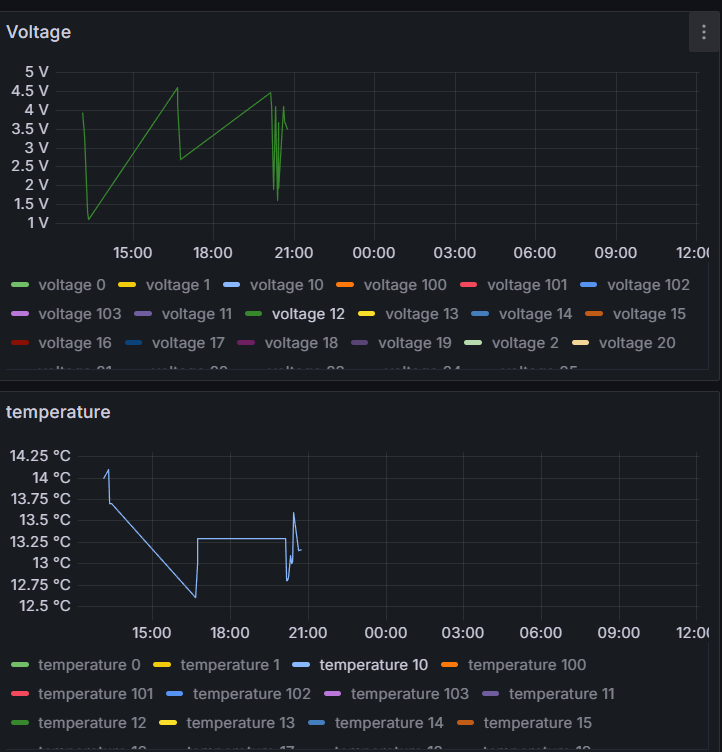 Voltage
5 V
4.5 V
4 V
3.5 V
3 V
2.5 V
2 V
1.5 V
1 V
15:00 18:00 21:00 00:00 03:00 06:00 09:00 12:00
voltage 0 voltage 1 voltage 10 voltage 100 voltage 101 voltage 102
voltage 103 voltage 11 voltage 12 voltage 13 voltage 14 voltage 15
voltage 16 voltage 17 voltage 18 voltage 19 voltage 2 voltage 20
temperature
14.25 °C
14 °C
13.75 °C
13.5 °C
13.25 °C
13 °C
12.75 °C
12.5 °C
15:00 18:00 21:00 00:00 03:00 06:00 09:00 12:00
temperature 0 temperature 1 temperature 10 temperature 100
temperature 101 temperature 102 temperature 103 temperature 11
temperature 12 temperature 13 temperature 14 temperature 15